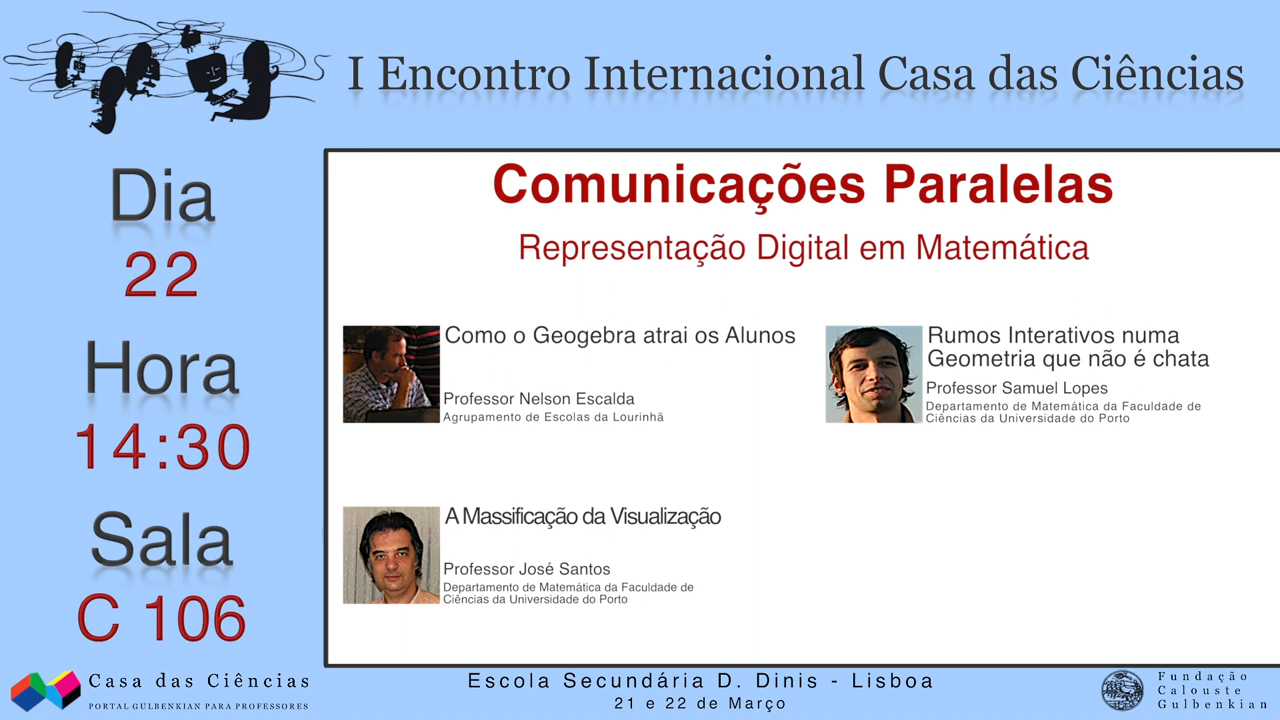 I Encontro Internacional Casa das Ciências
Dia
22
Hora
14:30
Sala
C 106
Comunicações Paralelas
Representação Digital em Matemática
Como o Geogebra atrai os Alunos
Professor Nelson Escalda
Agrupamento de Escolas da Lourinhã
Rumos Interativos numa
Geometria que não é chata
Professor Samuel Lopes
Departamento de Matemática da Faculdade de
Ciências da Universidade do Porto
A Massificação da Visualização
Professor José Santos
Departamento de Matemática da Faculdade de
Ciências da Universidade do Porto
Casa das Ciências
PORTAL GULBENKIAN PARA PROFESSORES
Escola Secundária D. Dinis - Lisboa
21 e 22 de Março
Fundação
Calouste
Gulbenkian